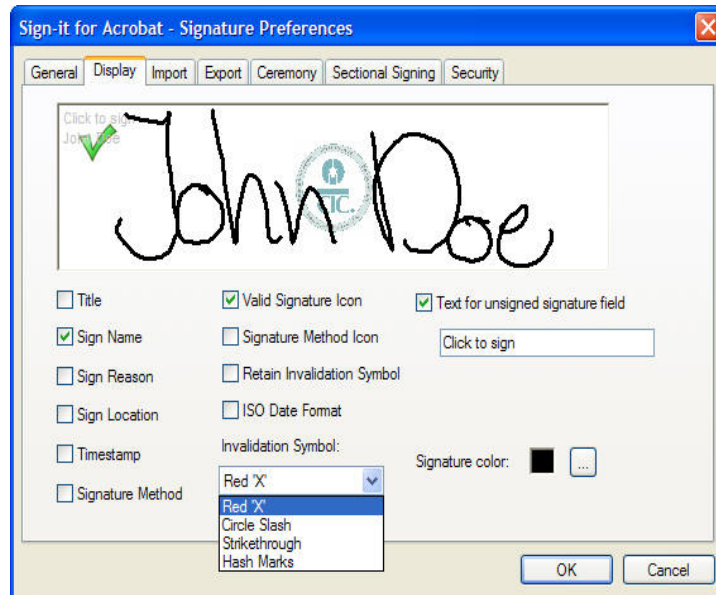 Sign-it for Acrobat - Signature Preferences
General Display Import Export Ceremony Sectional Signing Security
Click to sign
John Doe
John Doe
CIC.
Title
Valid Signature Icon
Text for unsigned signature field
Sign Name
Signature Method Icon
Click to sign
Sign Reason
Retain Invalidation Symbol
Sign Location
ISO Date Format
Timestamp
Invalidation Symbol:
Signature color:
...
Signature Method
Red 'X'
Red 'X'
Circle Slash
Strikethrough
Hash Marks
OK Cancel